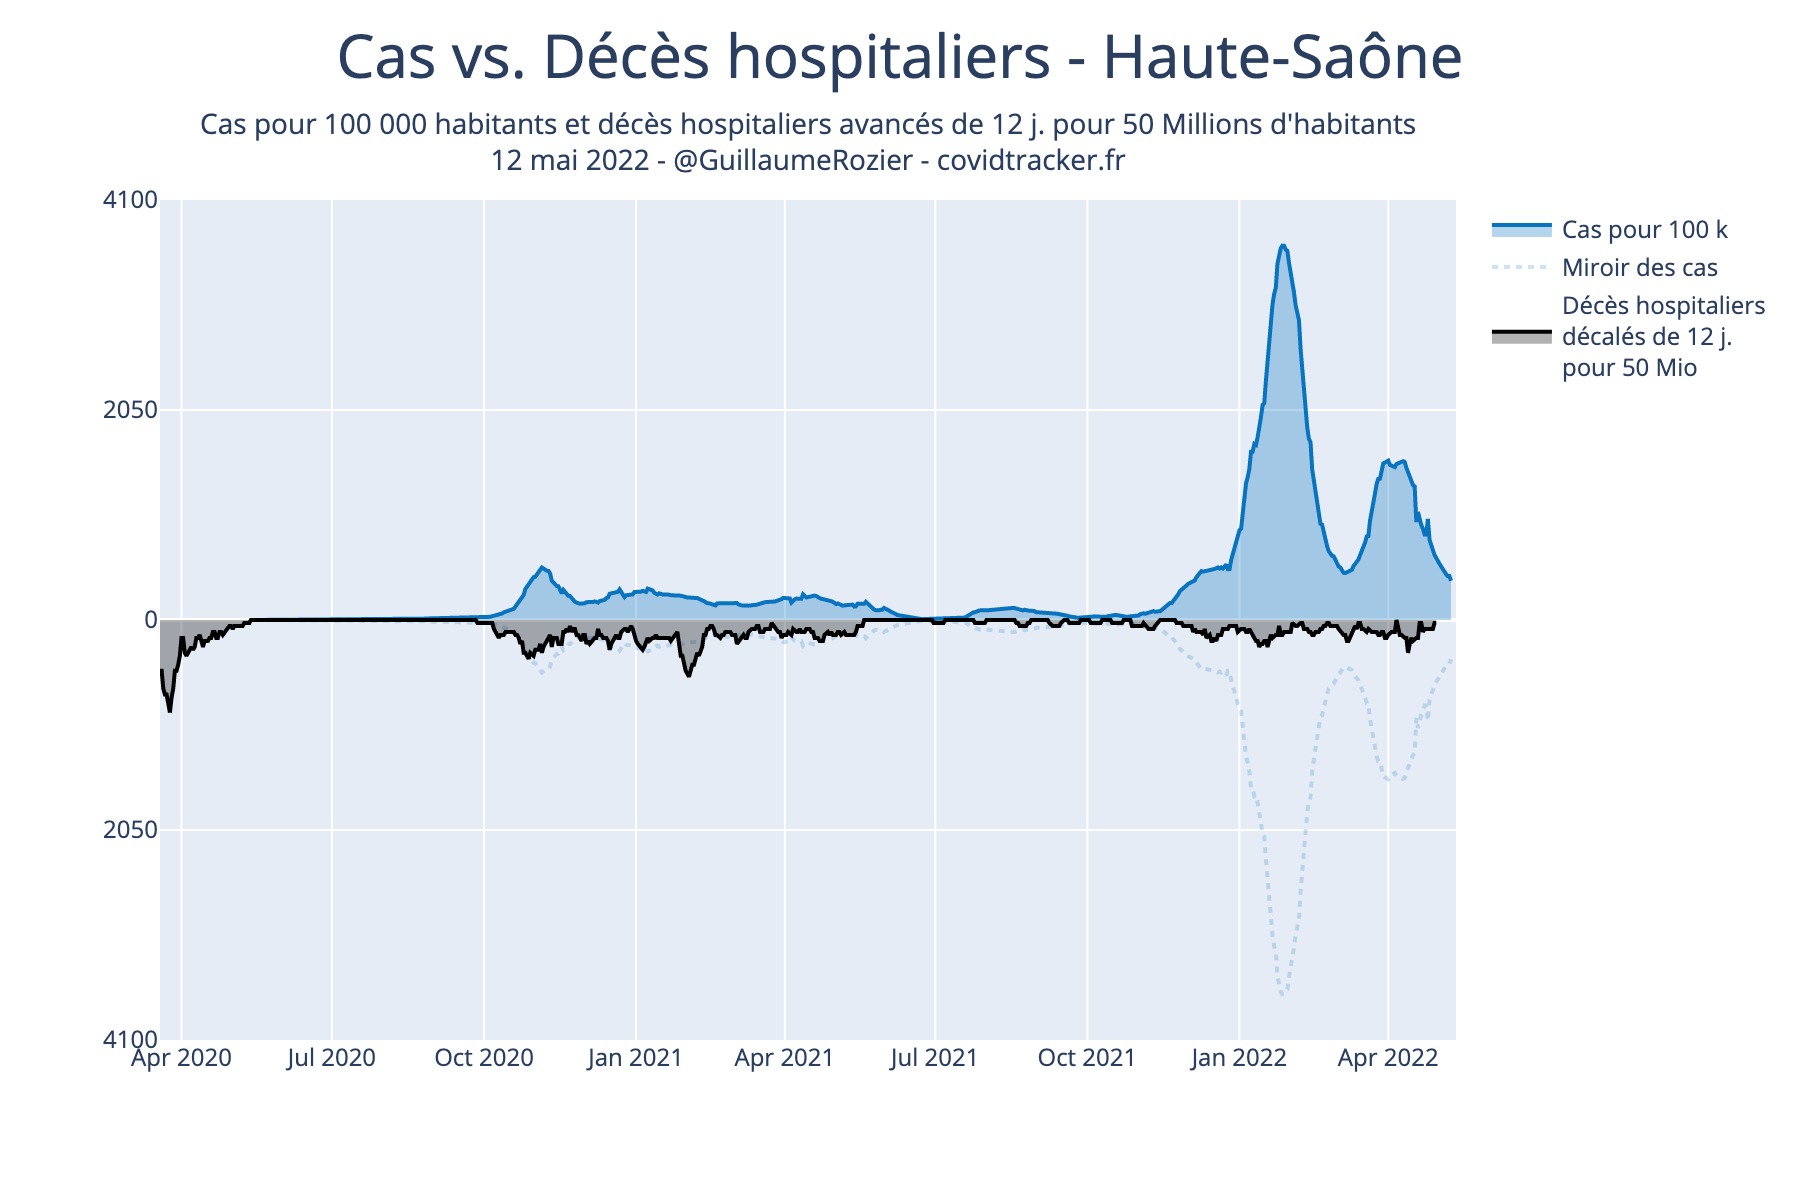 Cas vs. Décès hospitaliers - Haute-Saône
Cas pour 100 000 habitants et décès hospitaliers avancés de 12 j. pour 50 Millions d'habitants
12 mai 2022 - @GuillaumeRozier - covidtracker.fr
4100
2050
0
2050
4100
Apr 2020
Jul 2020
Oct 2020
Jan 2021
Apr 2021
Jul 2021
Oct 2021
Jan 2022
Apr 2022
Cas pour 100 k
Miroir des cas
Décès hospitaliers
décalés de 12 j.
pour 50 Mio